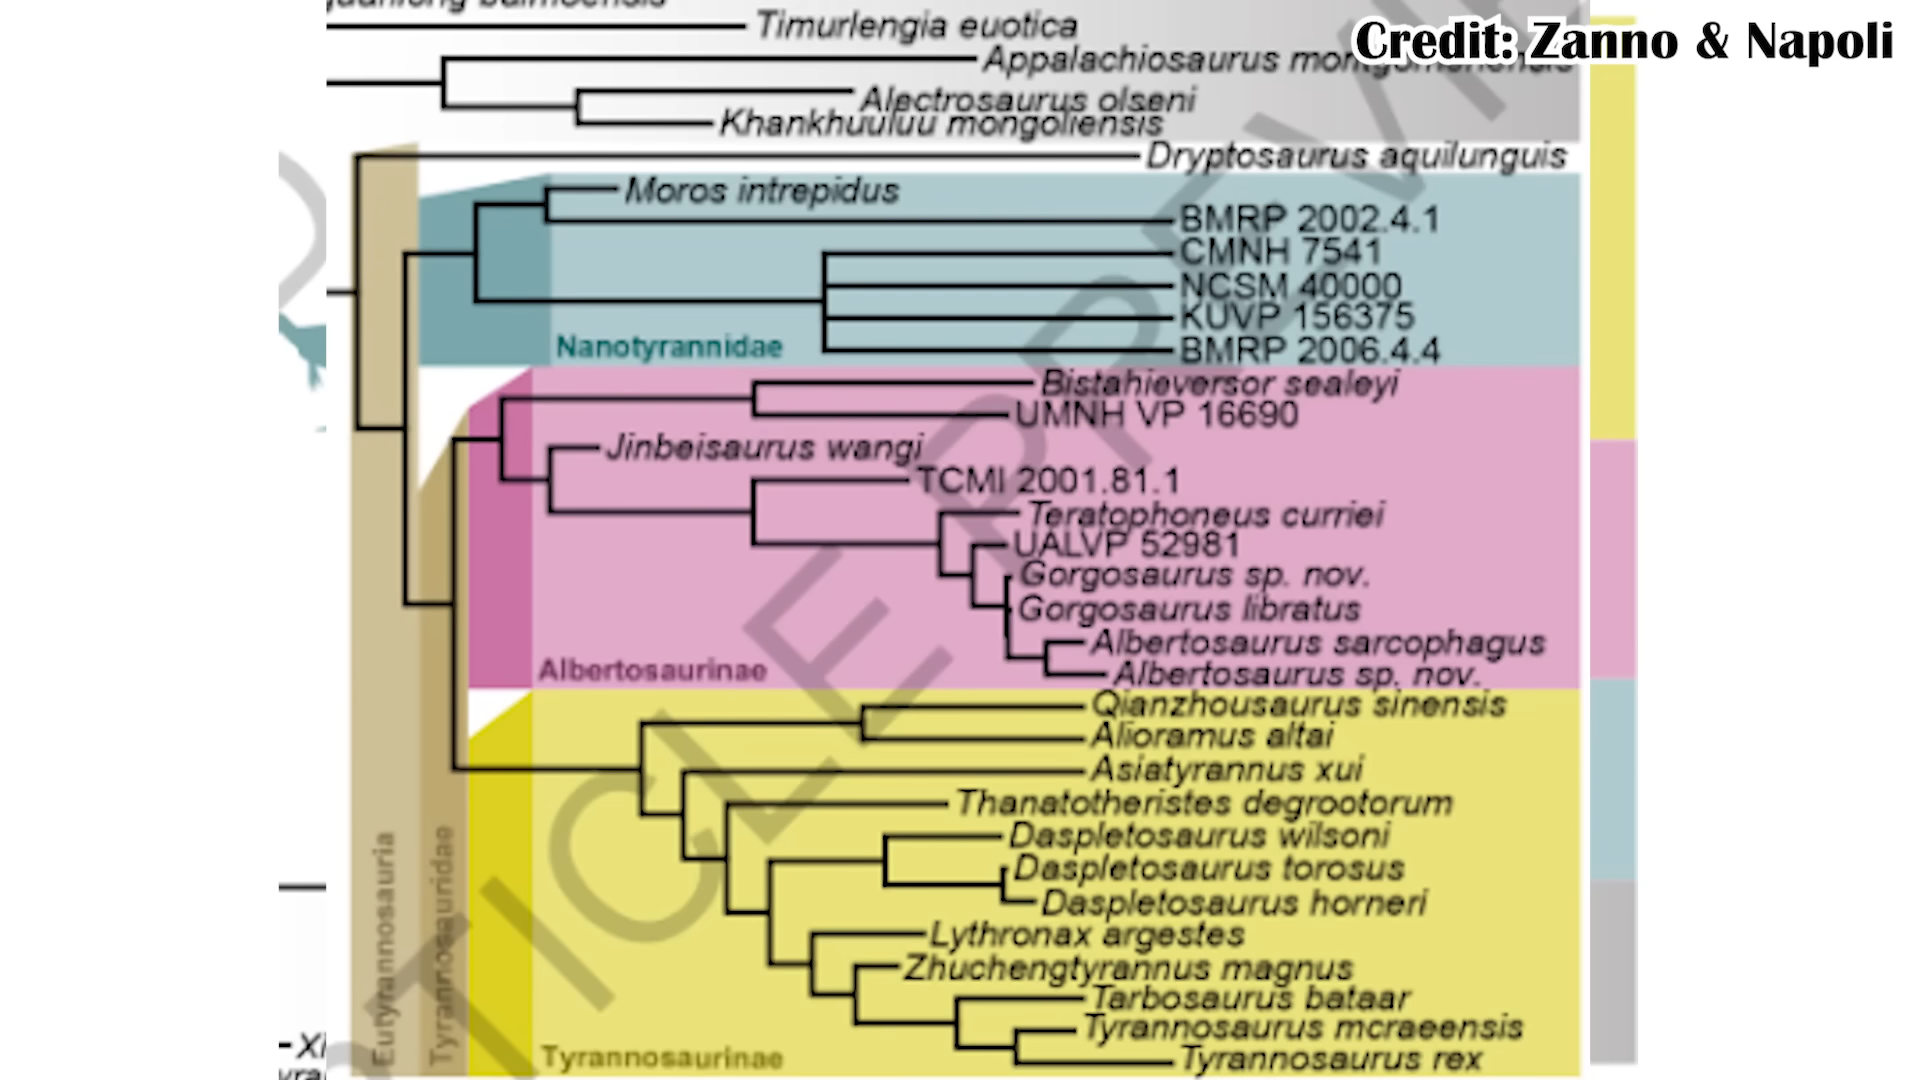 Credit: Zanno & Napoli
Timurlengia euotica
Appalachiosaurus montgomeriensis
Alectrosaurus olseni
Khankhuuluu mongoliensis
Dryptosaurus aquilunguis
Moros intrepidus
BMRP 2002.4.1
CMNH 7541
NCSM 40000
KUVP 156375
Nanotyrannidae
BMRP 2006.4.4
Bistahieversor sealeyi
UMNH VP 16690
Jinbeisaurus wangi
TCMI 2001.81.1
Teratophoneus curriei
UALVP 52981
Gorgosaurus sp. nov.
Gorgosaurus libratus
Albertosaurus sarcophagus
Albertosaurinae
Albertosaurus sp. nov.
Qianzhousaurus sinensis
Alioramus altai
Asiatyrannus xui
Thanatotheristes degrootorum
Daspletosaurus wilsoni
Daspletosaurus torosus
Daspletosaurus horneri
Lythronax argestes
Zhuchengtyrannus magnus
Tarbosaurus bataar
Tyrannosaurus mcraeensis
Tyrannosaurus rex
Tyrannosaurinae
Eutyrannosauria
Tyrannosauridae
TICLE PREVI